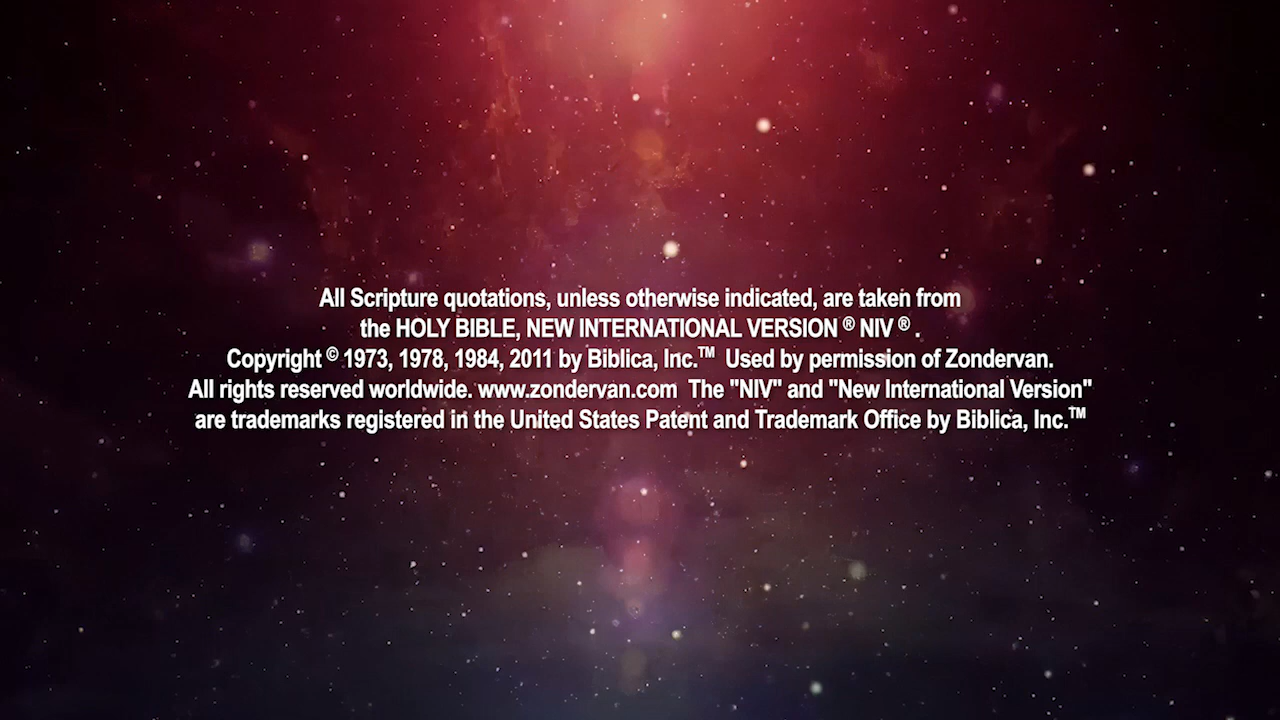 All Scripture quotations, unless otherwise indicated, are taken from
the HOLY BIBLE, NEW INTERNATIONAL VERSION ® NIV ® .
Copyright © 1973, 1978, 1984, 2011 by Biblica, Inc.™ Used by permission of Zondervan.
All rights reserved worldwide. www.zondervan.com The "NIV" and "New International Version"
are trademarks registered in the United States Patent and Trademark Office by Biblica, Inc.™